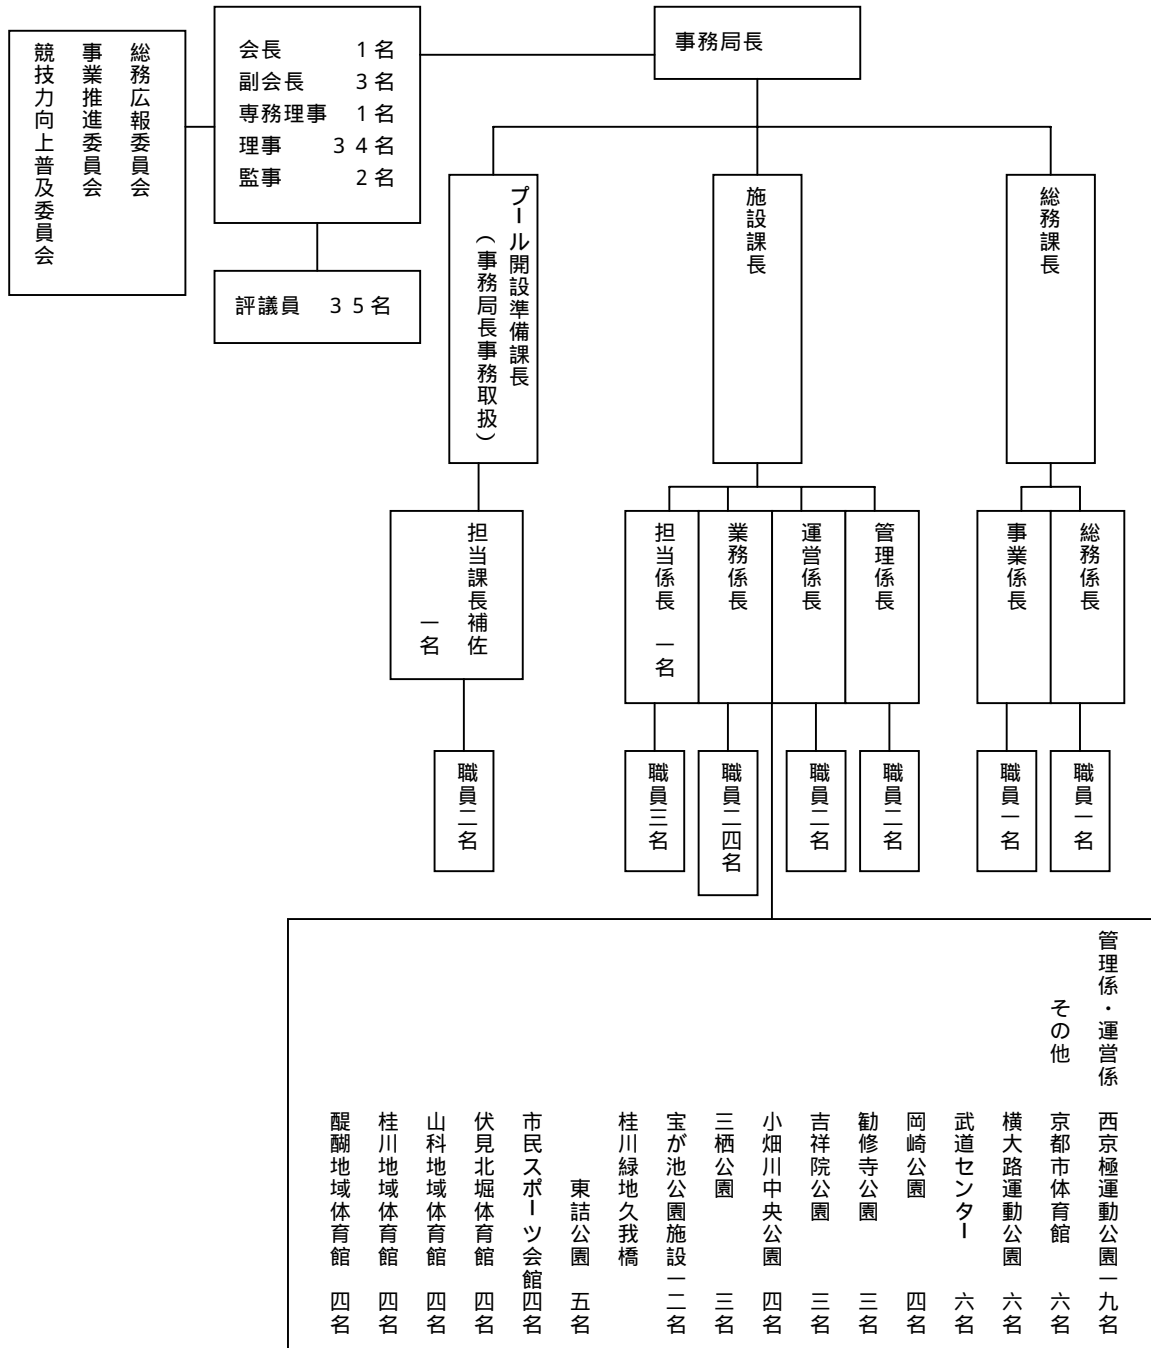 総務広報委員会
事業推進委員会
競技力向上普及委員会
会長 1名
副会長 3名
専務理事 1名
理事 34名
監事 2名
評議員 35名
事務局長
プール開設準備課長
(事務局長事務取扱)
施設課長
総務課長
担当課長補佐
一名
担当係長 一名
業務係長
運営係長
管理係長
事業係長
総務係長
職員二名
職員三名
職員二四名
職員二名
職員二名
職員一名
職員一名
管理係・運営係 西京極運動公園一九名
その他 京都市体育館 六名
横大路運動公園 六名
武道センター 六名
岡崎公園 四名
勧修寺公園 三名
吉祥院公園 三名
小畑川中央公園 四名
三栖公園 三名
宝が池公園施設一二名
桂川緑地久我橋
東詰公園 五名
市民スポーツ会館四名
伏見北堀体育館 四名
山科地域体育館 四名
桂川地域体育館 四名
醍醐地域体育館 四名